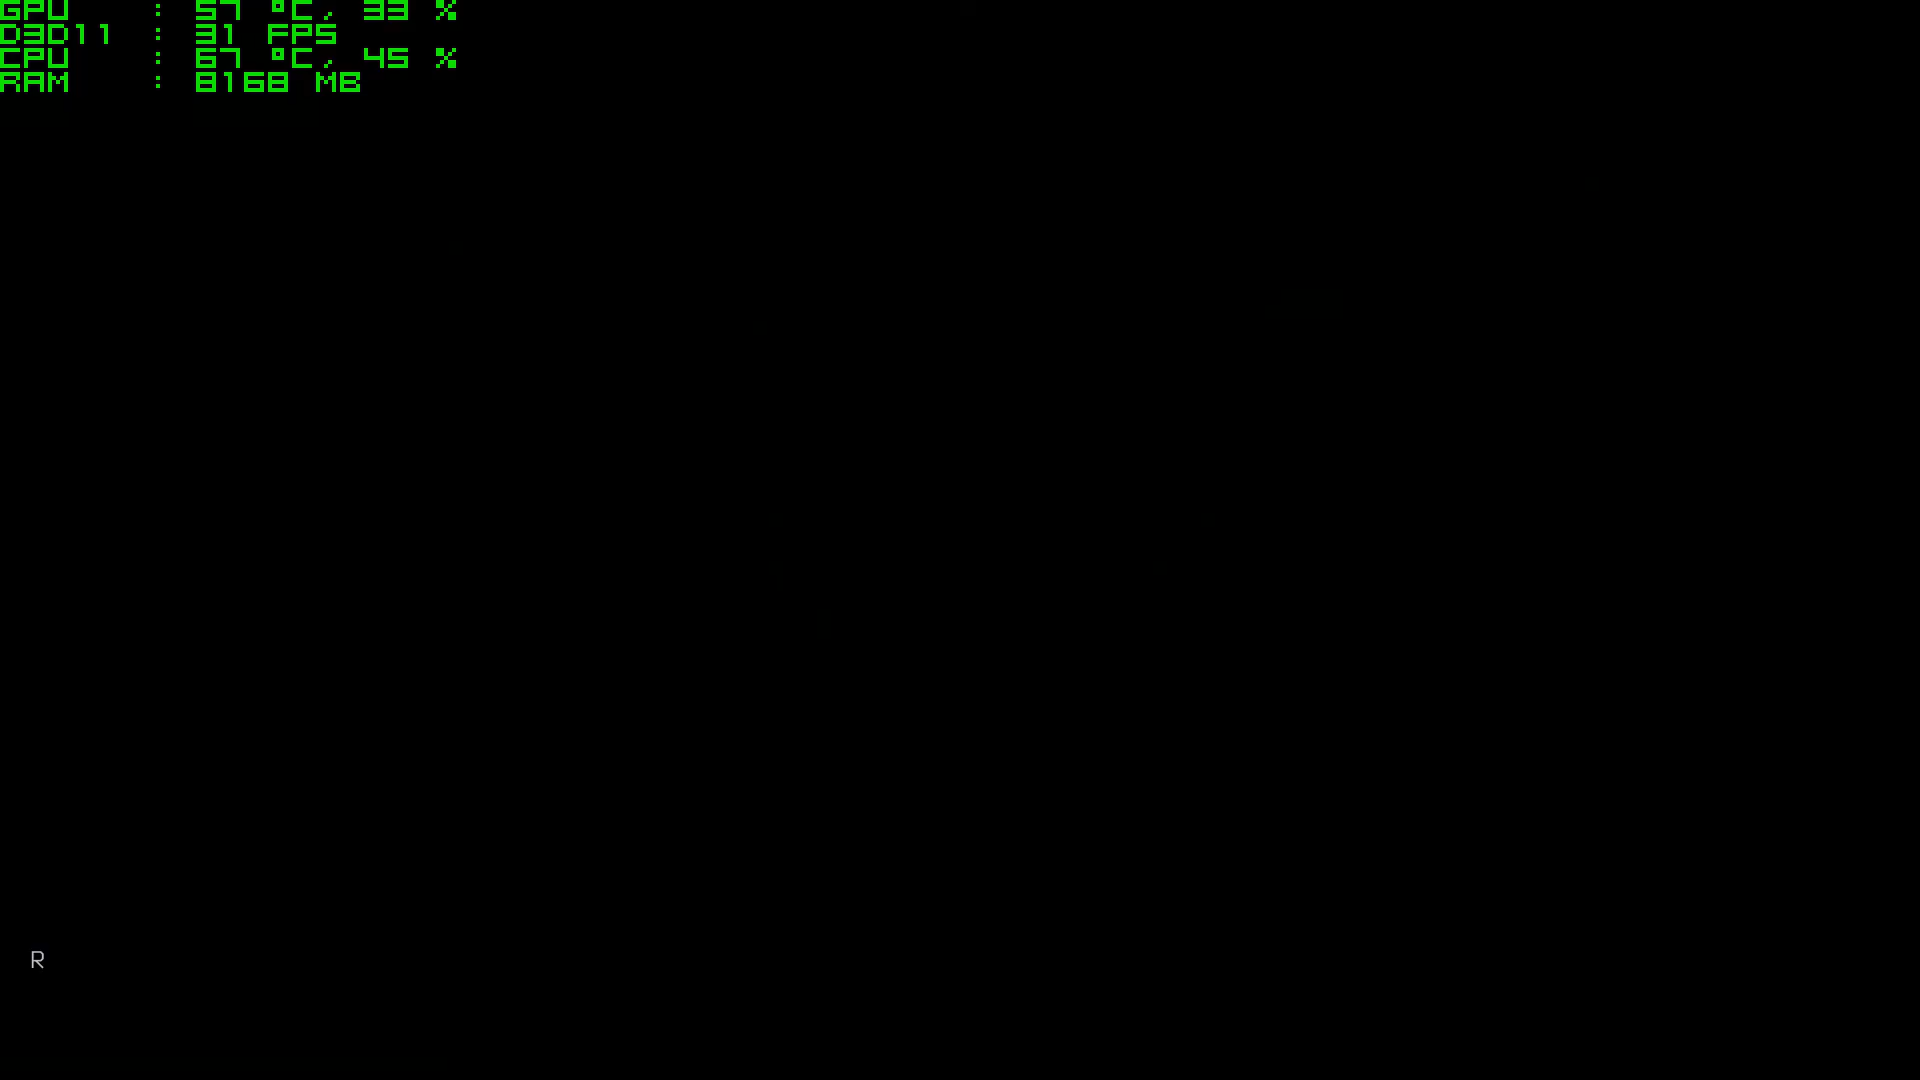 GPU : 57 °C, 33 %
D3D11 : 31 FPS
CPU : 67 °C, 45 %
RAM : 8168 MB
R